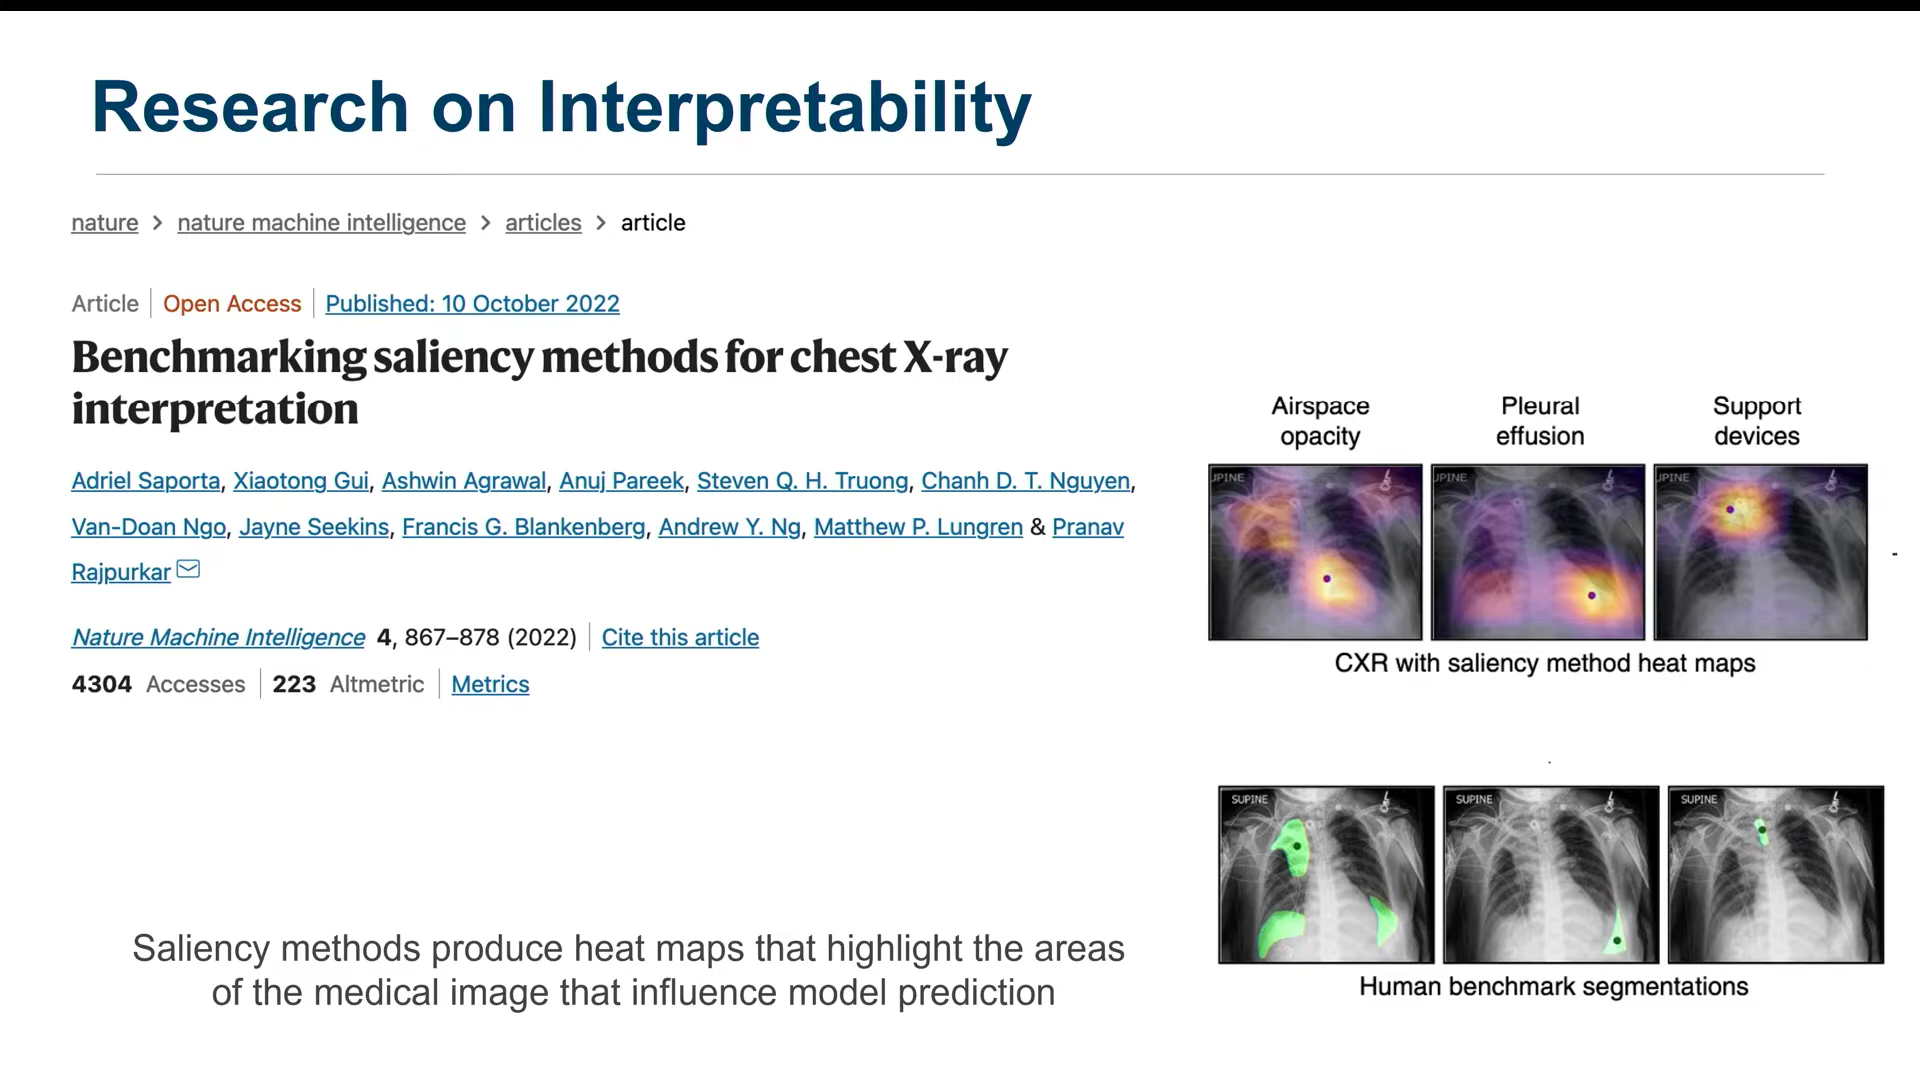 Research on Interpretability
nature > nature machine intelligence > articles > article
Article | Open Access | Published: 10 October 2022
Benchmarking saliency methods for chest X-ray
interpretation
Adriel Saporta, Xiaotong Gui, Ashwin Agrawal, Anuj Pareek, Steven Q. H. Truong, Chanh D. T. Nguyen,
Van-Doan Ngo, Jayne Seekins, Francis G. Blankenberg, Andrew Y. Ng, Matthew P. Lungren & Pranav
Rajpurkar
Nature Machine Intelligence 4, 867–878 (2022) | Cite this article
4304 Accesses | 223 Altmetric | Metrics
Saliency methods produce heat maps that highlight the areas
of the medical image that influence model prediction
Airspace
opacity
Pleural
effusion
Support
devices
JPINE
JPINE
JPINE
CXR with saliency method heat maps
SUPINE
SUPINE
SUPINE
Human benchmark segmentations